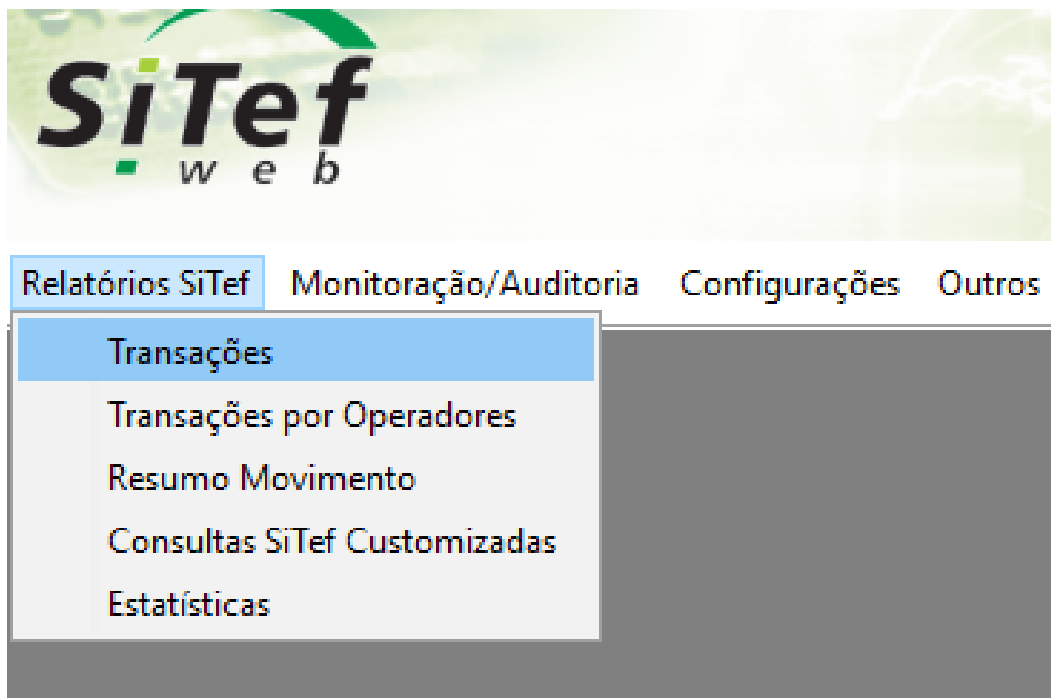 SiTef
web
Relatórios SiTef Monitoração/Auditoria Configurações Outros
Transações
Transações por Operadores
Resumo Movimento
Consultas SiTef Customizadas
Estatísticas